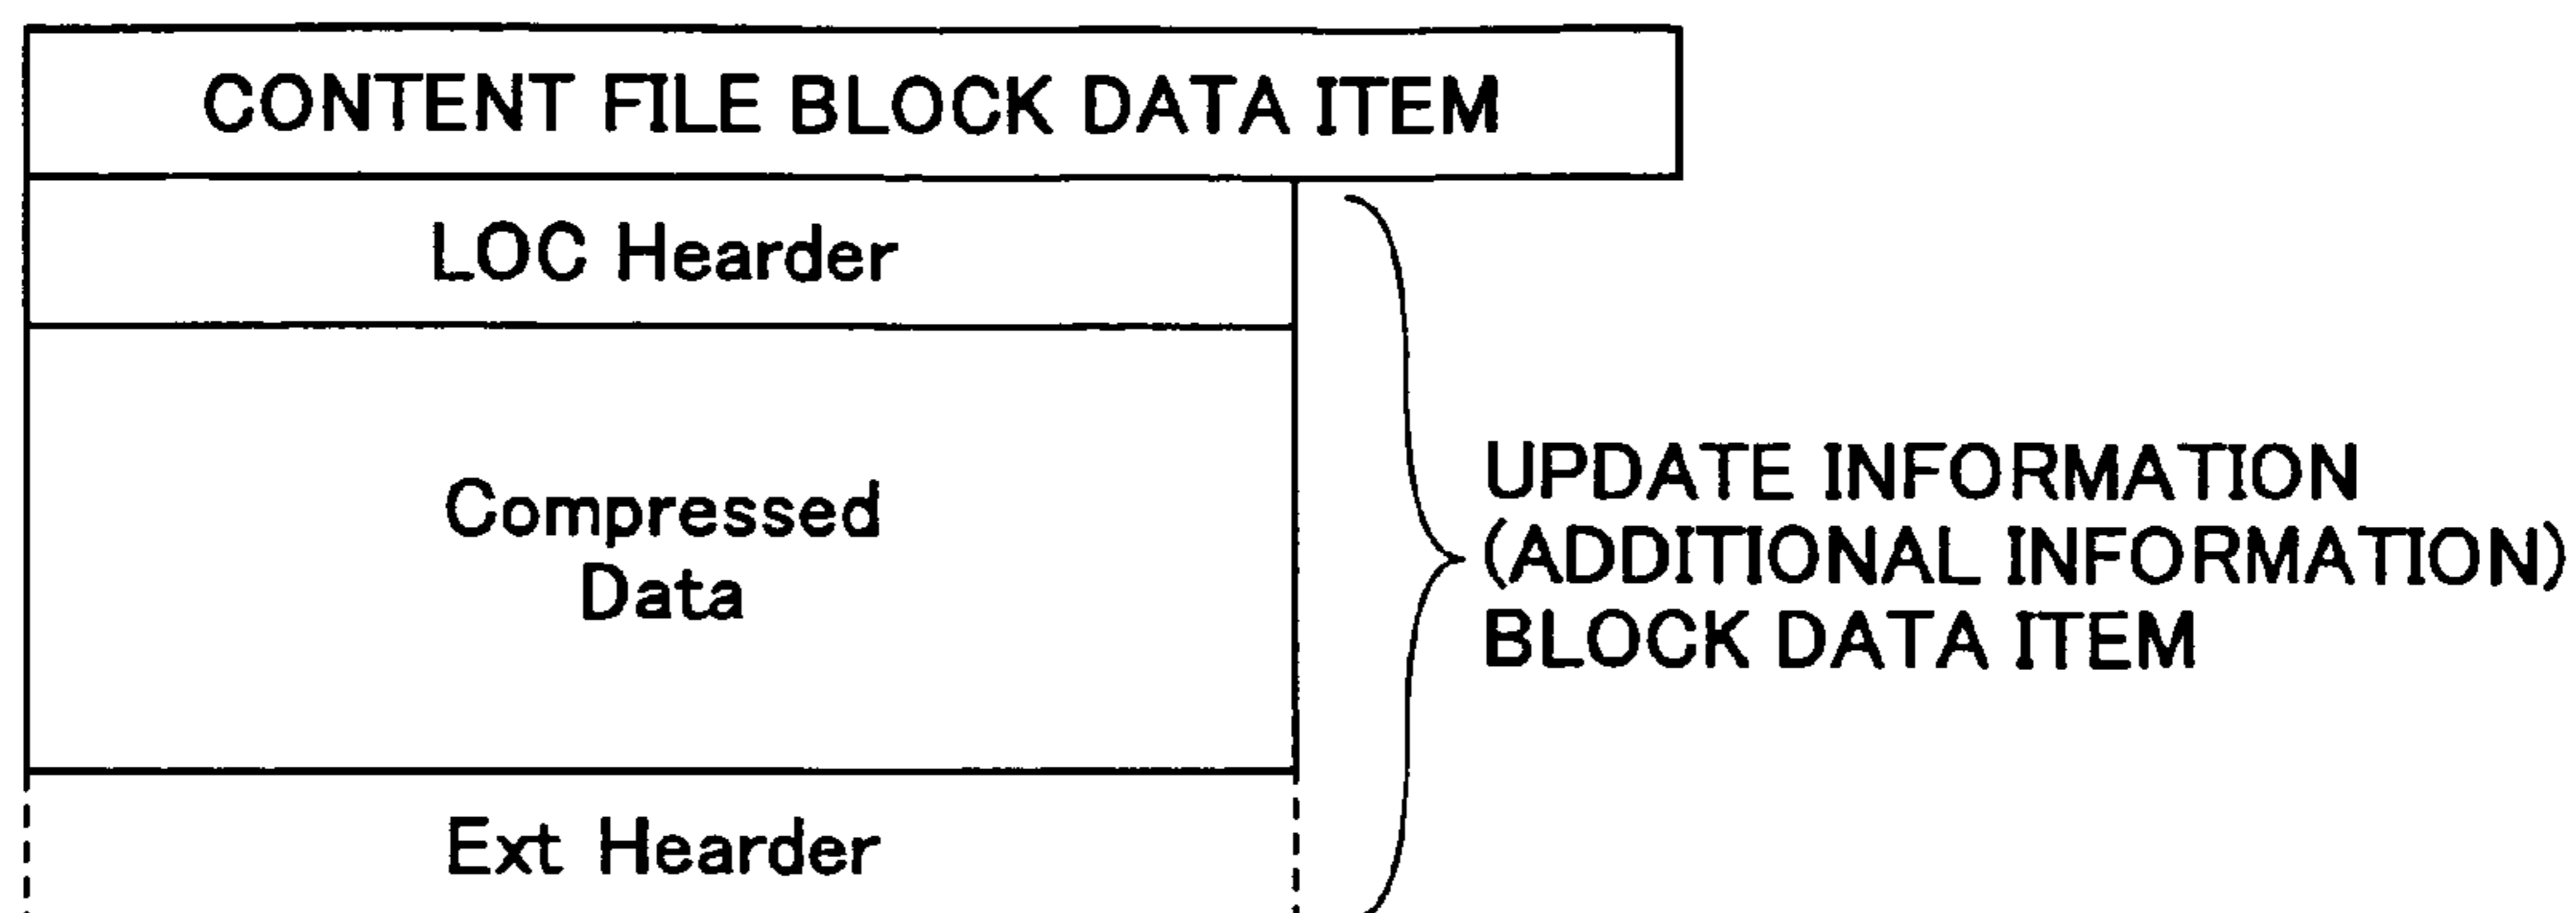 CONTENT FILE BLOCK DATA ITEM
LOC Hearder
Compressed
Data
UPDATE INFORMATION
(ADDITIONAL INFORMATION)
BLOCK DATA ITEM
Ext Hearder